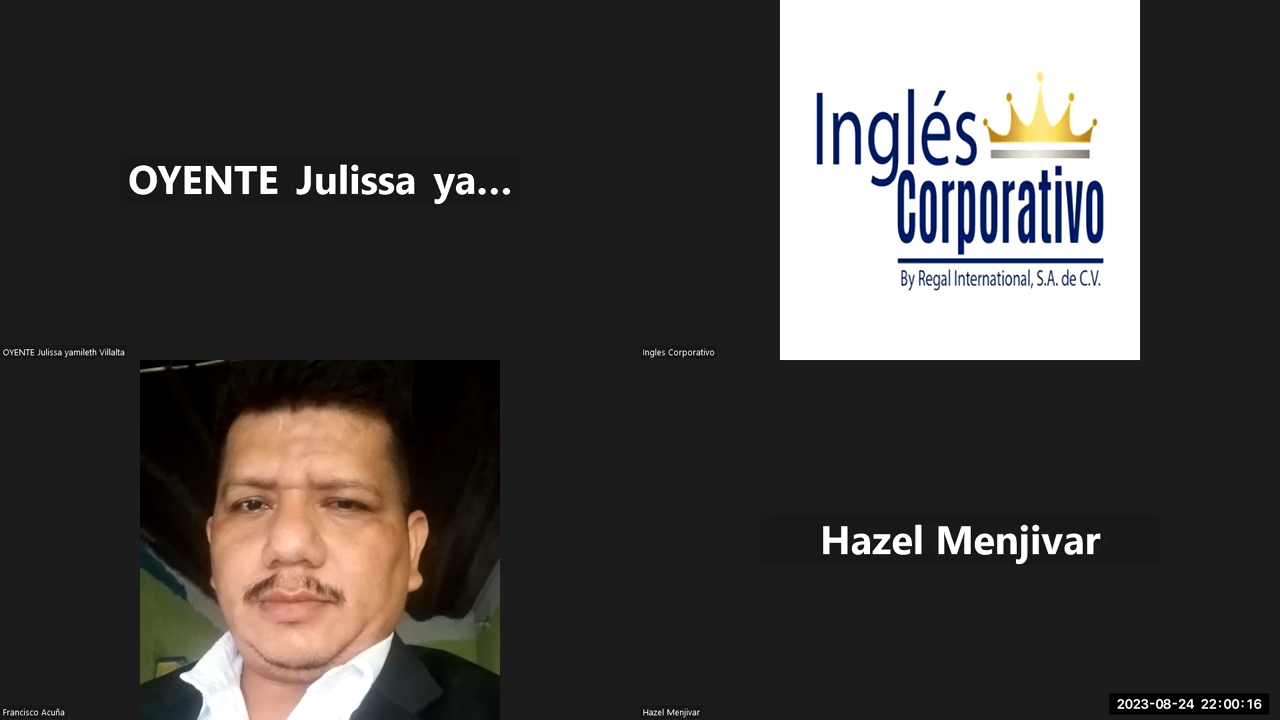 OYENTE Julissa ya...
Inglés
Corporativo
By Regal International, S.A. de C.V.
OYENTE Julissa yamileth Villalta
Ingles Corporativo
Hazel Menjivar
Francisco Acuña
Hazel Menjivar
2023-08-24 22:00:16